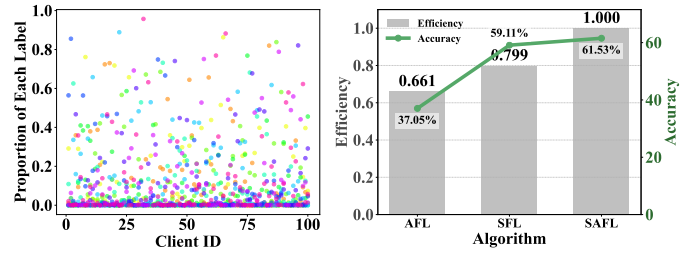 Proportion of Each Label
1.0
0.8
0.6
0.4
0.2
0.0
0
25
50
75
100
Client ID
Efficiency
1.0
0.8
0.6
0.4
0.2
0.0
Efficiency
Accuracy
0.661
0.799
1.000
37.05%
59.11%
61.53%
AFL
SFL
SAFL
Algorithm
60
40
20
0
Accuracy